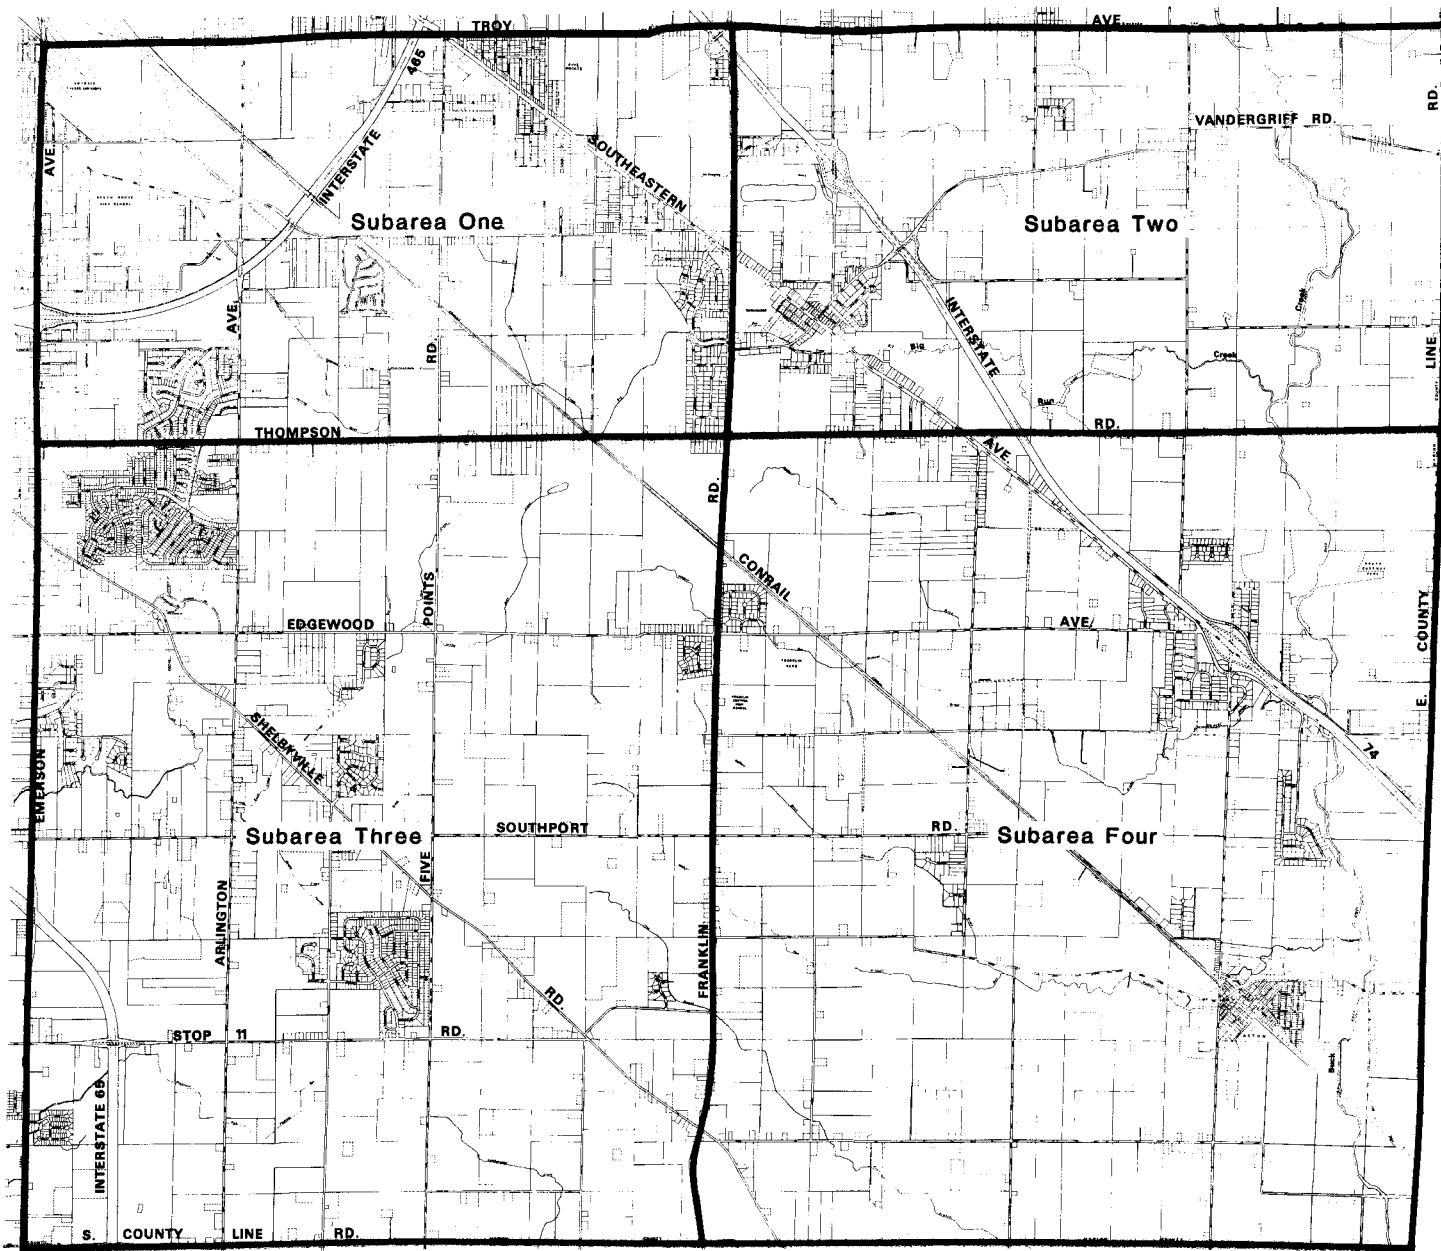 TROY
AVE.
465
RD.
VANDERGRIFF RD.
AVE.
INTERSTATE
SOUTHEASTERN
Subarea One
Subarea Two
Creek
INTERSTATE
AVE.
RD.
Big
Creek
LINE
Run
THOMPSON
RD.
AVE.
RD.
CONRAIL
POINTS
EDGEWOOD
AVE.
COUNTY
E.
SHELBYVILLE
74
EMERSON
SOUTHPORT
RD.
Subarea Three
Subarea Four
FIVE
ARLINGTON
FRANKLIN
RD.
STOP 11
RD.
ACTON
Buck
INTERSTATE 65
S. COUNTY LINE RD.